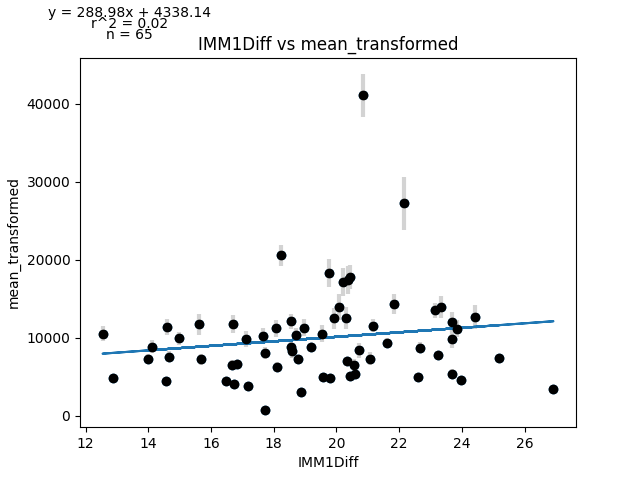 y = 288.98x + 4338.14
r^2 = 0.02
n = 65
IMM1Diff vs mean_transformed
mean_transformed
40000
30000
20000
10000
0
12 14 16 18 20 22 24 26
IMM1Diff